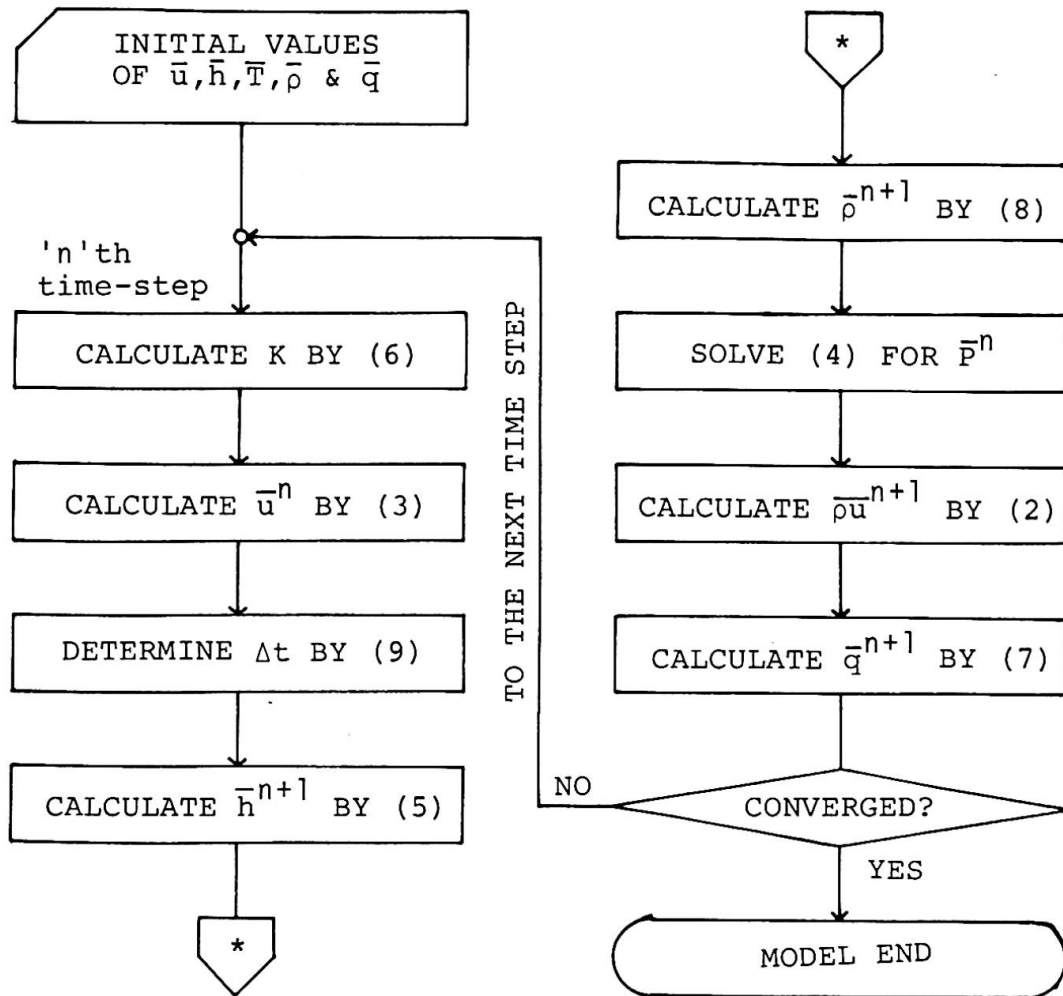 INITIAL VALUES
OF u̅,h̅,T̅,ρ̅ & q̅
'n'th
time-step
CALCULATE K BY (6)
CALCULATE u̅ⁿ BY (3)
DETERMINE Δt BY (9)
CALCULATE h̅ⁿ⁺¹ BY (5)
*
*
CALCULATE ρ̅ⁿ⁺¹ BY (8)
SOLVE (4) FOR P̅ⁿ
CALCULATE ρ̅u̅ⁿ⁺¹ BY (2)
CALCULATE q̅ⁿ⁺¹ BY (7)
CONVERGED?
NO
TO THE NEXT TIME STEP
YES
MODEL END